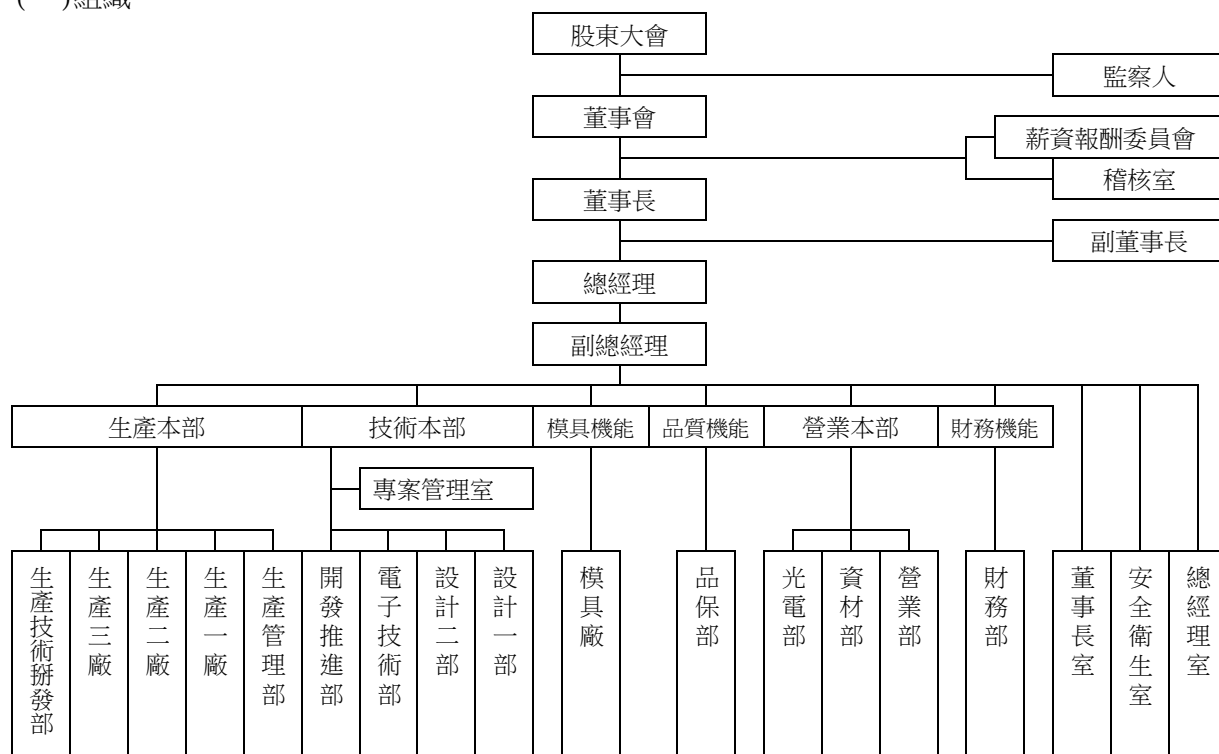 組織
股東大會
監察人
董事會
薪資報酬委員會
稽核室
董事長
副董事長
總經理
副總經理
生產本部
技術本部
模具機能
品質機能
營業本部
財務機能
專案管理室
生產技術掰發部
生產三廠
生產二廠
生產一廠
生產管理部
開發推進部
電子技術部
設計二部
設計一部
模具廠
品保部
光電部
資材部
營業部
財務部
董事長室
安全衛生室
總經理室